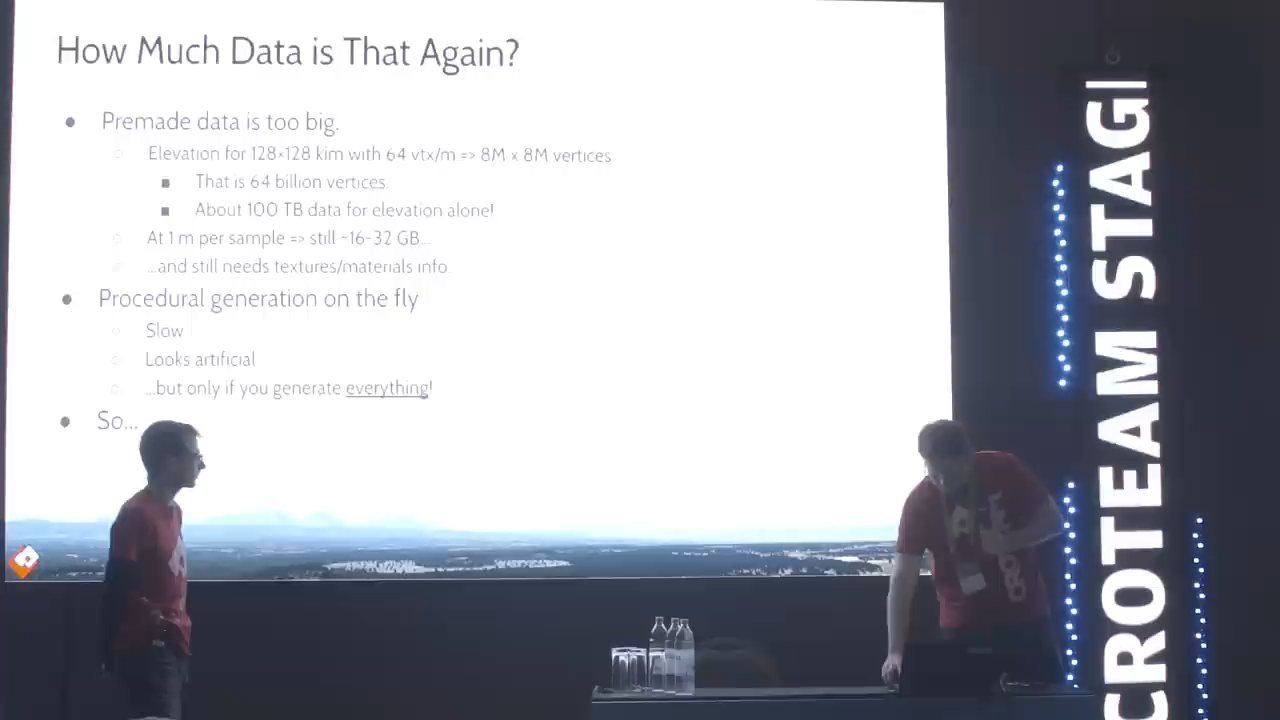 How Much Data is That Again?
● Premade data is too big.
○ Elevation for 128×128 kim with 64 vtx/m => 8M x 8M vertices
■ That is 64 billion vertices.
■ About 100 TB data for elevation alone!
○ At 1 m per sample => still ~16-32 GB...
○ ...and still needs textures/materials info.
● Procedural generation on the fly
○ Slow
○ Looks artificial
○ ...but only if you generate everything!
● So...
CROTEAM STAG
CRO